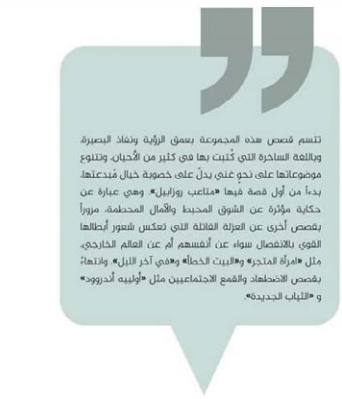 تتسم قصص هذه المجموعة بعمق الرؤية ونفاذ البصيرة،
وباللغة الساخرة التي كُتبت بها في كثير من الأحيان، وتتنوع
موضوعاتها على نحوٍ غني يدلّ على خصوبة خيال مُبدعتها،
بدءاً من أول قصة فيها «متاعب روزابيل»، وهي عبارة عن
حكاية مؤثرة عن الشوق المحبط والآمال المحطمة، مروراً
بقصص أخرى عن العزلة القاتلة التي تعكس شعور أبطالها
القوي بالانفصال سواء عن أنفسهم أم عن العالم الخارجي،
مثل «امرأة المتجر» و«البيت الخطأ» و«في آخر الليل»، وانتهاءً
بقصص الاضطهاد والقمع الاجتماعيين مثل «أولييه أندروود»
و «الثياب الجديدة».